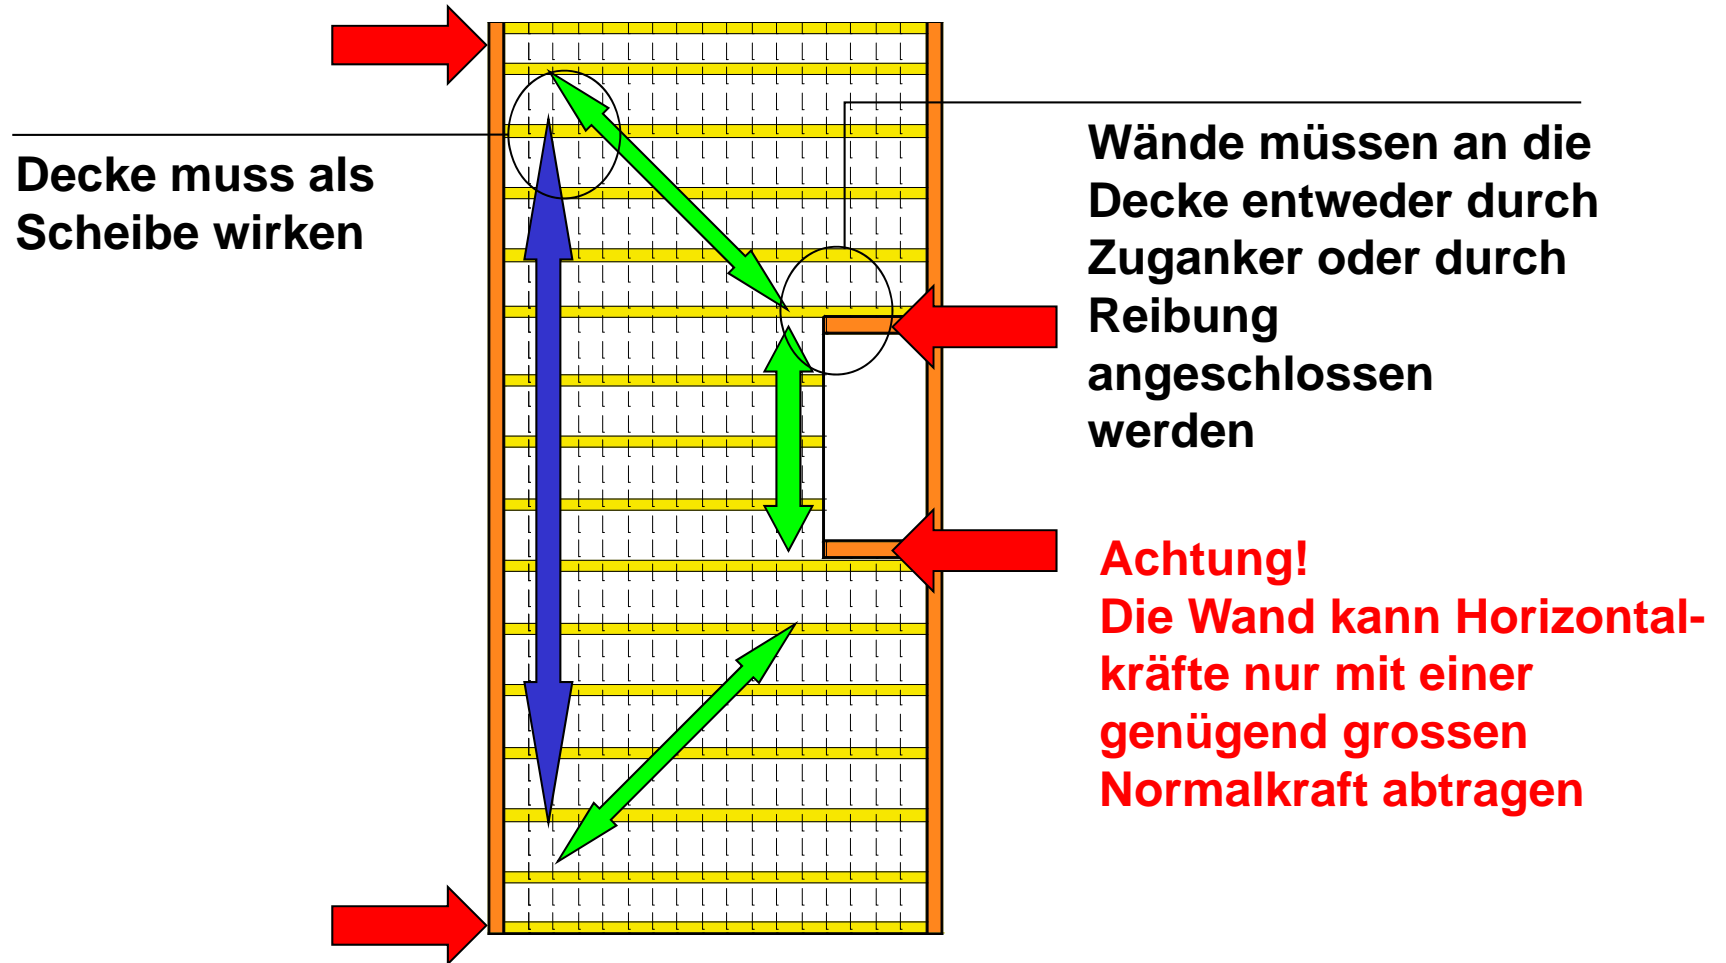 Decke muss als
Scheibe wirken
Wände müssen an die
Decke entweder durch
Zuganker oder durch
Reibung
angeschlossen
werden
Achtung!
Die Wand kann Horizontal-
kräfte nur mit einer
genügend grossen
Normalkraft abtragen